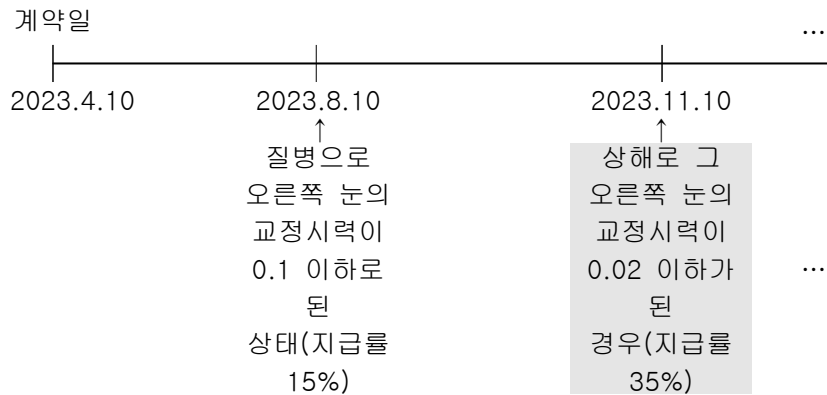 계약일
...
2023.4.10 2023.8.10 2023.11.10
질병으로
오른쪽 눈의
교정시력이
0.1 이하로
된
상태(지급률
15%)
상해로 그
오른쪽 눈의
교정시력이
0.02 이하가
된
경우(지급률
35%)
...